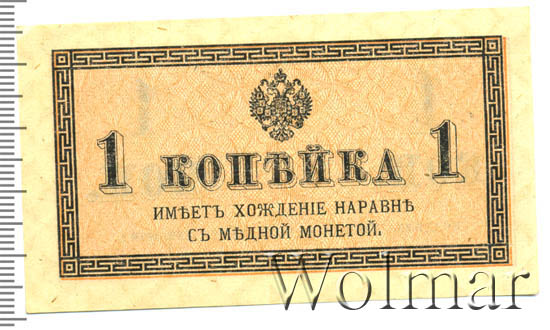 1 КОПѢЙКА 1
ИМѢЕТЪ ХОЖДЕНІЕ НАРАВНѢ
СЪ МѢДНОЙ МОНЕТОЙ.
Wolmar